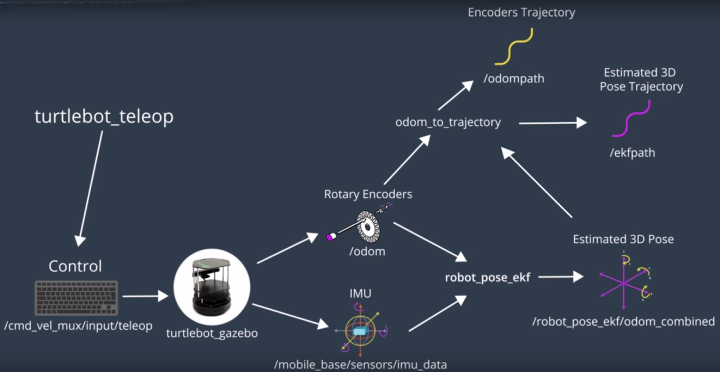 Encoders Trajectory
/odompath
Estimated 3D
Pose Trajectory
/ekfpath
turtlebot_teleop
odom_to_trajectory
Rotary Encoders
/odom
Estimated 3D Pose
/robot_pose_ekf/odom_combined
robot_pose_ekf
Control
/cmd_vel_mux/input/teleop
turtlebot_gazebo
IMU
/mobile_base/sensors/imu_data